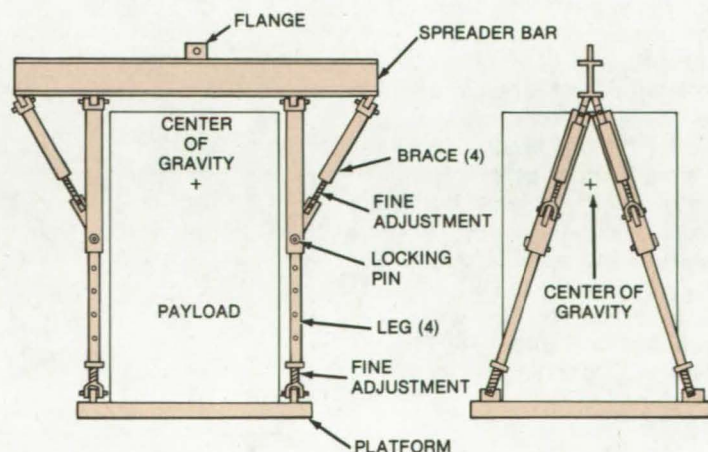 FLANGE
SPREADER BAR
CENTER
OF
GRAVITY
+
BRACE (4)
FINE
ADJUSTMENT
LOCKING
PIN
PAYLOAD
LEG (4)
FINE
ADJUSTMENT
PLATFORM
+
CENTER OF
GRAVITY